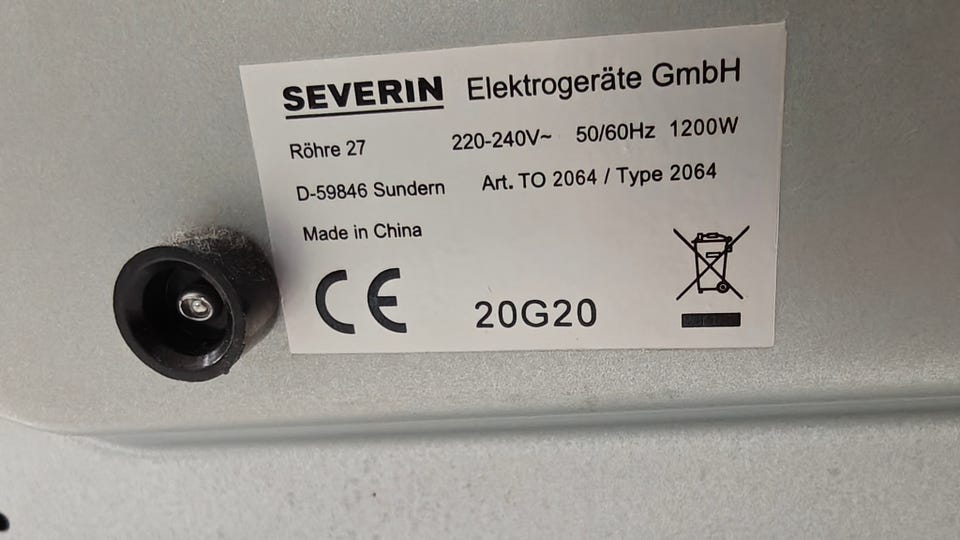 SEVERIN Elektrogeräte GmbH
Röhre 27 220-240V~ 50/60Hz 1200W
D-59846 Sundern Art. TO 2064 / Type 2064
Made in China
CE 20G20